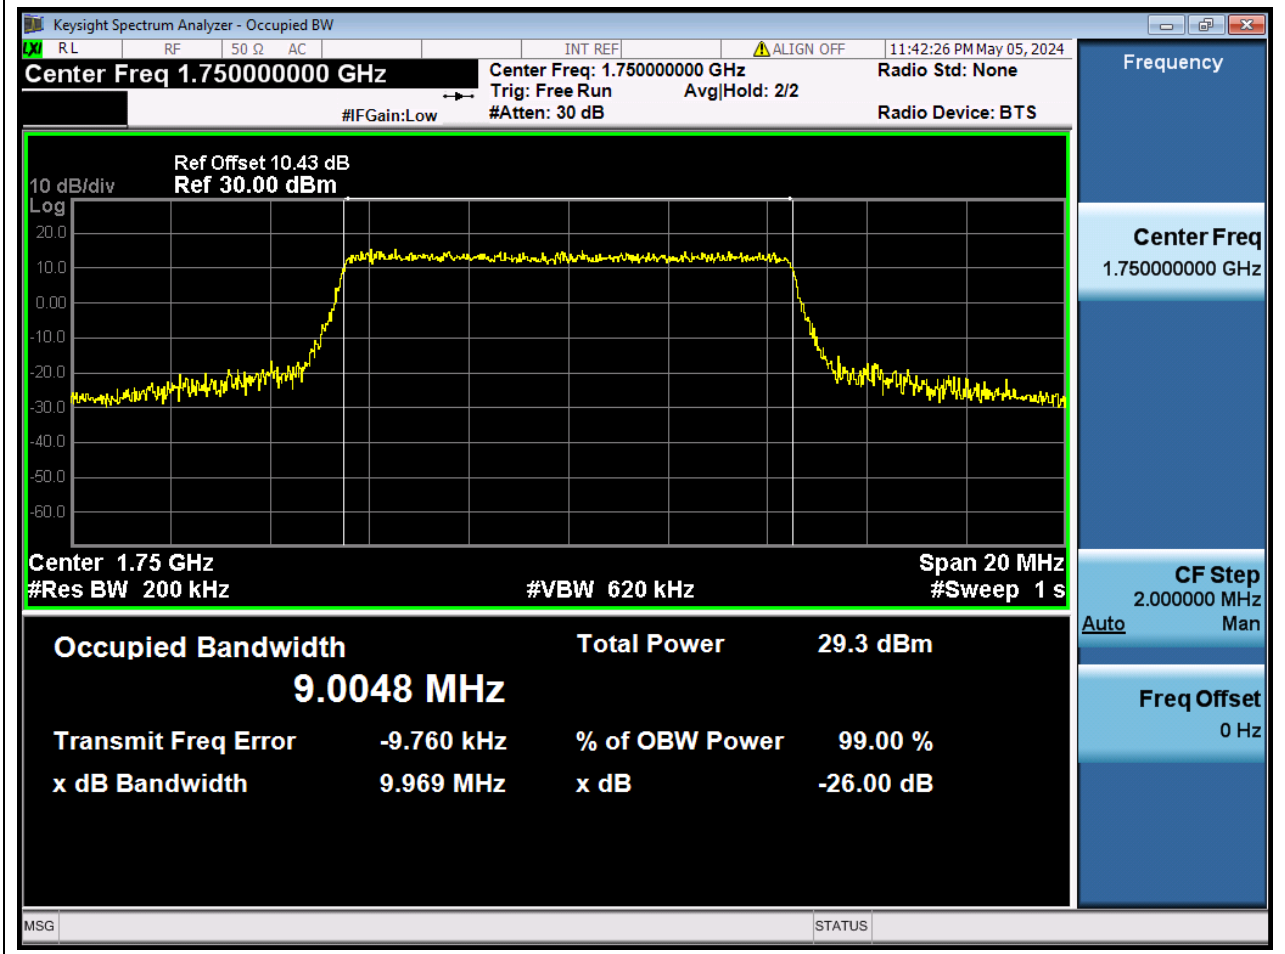 Keysight Spectrum Analyzer - Occupied BW
LXI RL RF 50 Ω AC INT REF ALIGN OFF 11:42:26 PM May 05, 2024
Center Freq 1.750000000 GHz
Center Freq: 1.750000000 GHz Radio Std: None
Trig: Free Run Avg|Hold: 2/2
#IFGain:Low #Atten: 30 dB Radio Device: BTS
Ref Offset 10.43 dB
10 dB/div Ref 30.00 dBm
Log
20.0
10.0
0.00
-10.0
-20.0
-30.0
-40.0
-50.0
-60.0
Center 1.75 GHz Span 20 MHz
#Res BW 200 kHz #VBW 620 kHz #Sweep 1 s
Occupied Bandwidth Total Power 29.3 dBm
9.0048 MHz
Transmit Freq Error -9.760 kHz % of OBW Power 99.00 %
x dB Bandwidth 9.969 MHz x dB -26.00 dB
MSG STATUS
Frequency
Center Freq
1.750000000 GHz
CF Step
2.000000 MHz
Auto Man
Freq Offset
0 Hz